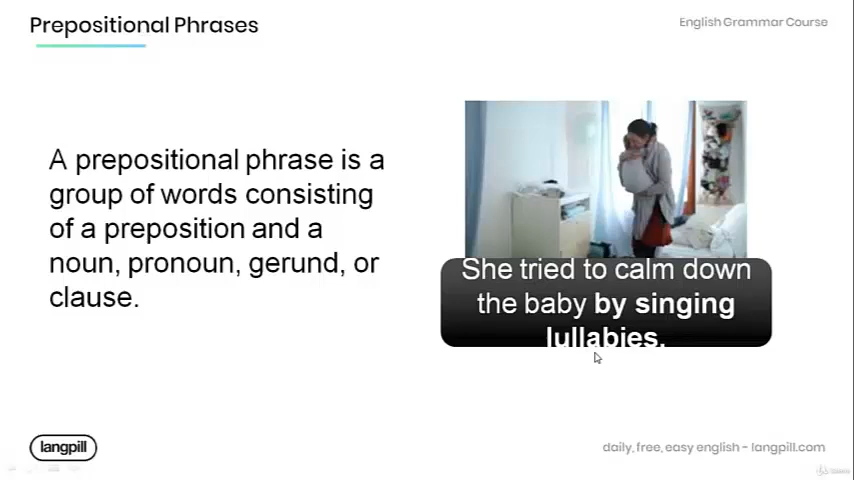 Prepositional Phrases
English Grammar Course
A prepositional phrase is a
group of words consisting
of a preposition and a
noun, pronoun, gerund, or
clause.
She tried to calm down
the baby by singing
lullabies.
langpill
daily, free, easy english - langpill.com